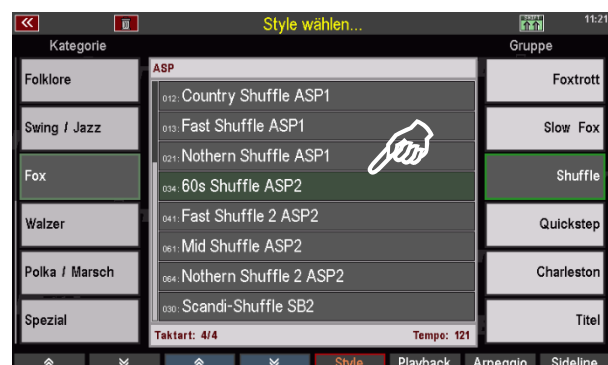 Style wählen...
11:21
Kategorie
Gruppe
Folklore
Swing / Jazz
Fox
Walzer
Polka / Marsch
Spezial
ASP
012: Country Shuffle ASP1
013: Fast Shuffle ASP1
021: Nothern Shuffle ASP1
034: 60s Shuffle ASP2
041: Fast Shuffle 2 ASP2
061: Mid Shuffle ASP2
064: Nothern Shuffle 2 ASP2
030: Scandi-Shuffle SB2
Taktart: 4/4
Tempo: 121
Foxtrott
Slow Fox
Shuffle
Quickstep
Charleston
Titel
Style
Playback
Arpeggio
Sideline